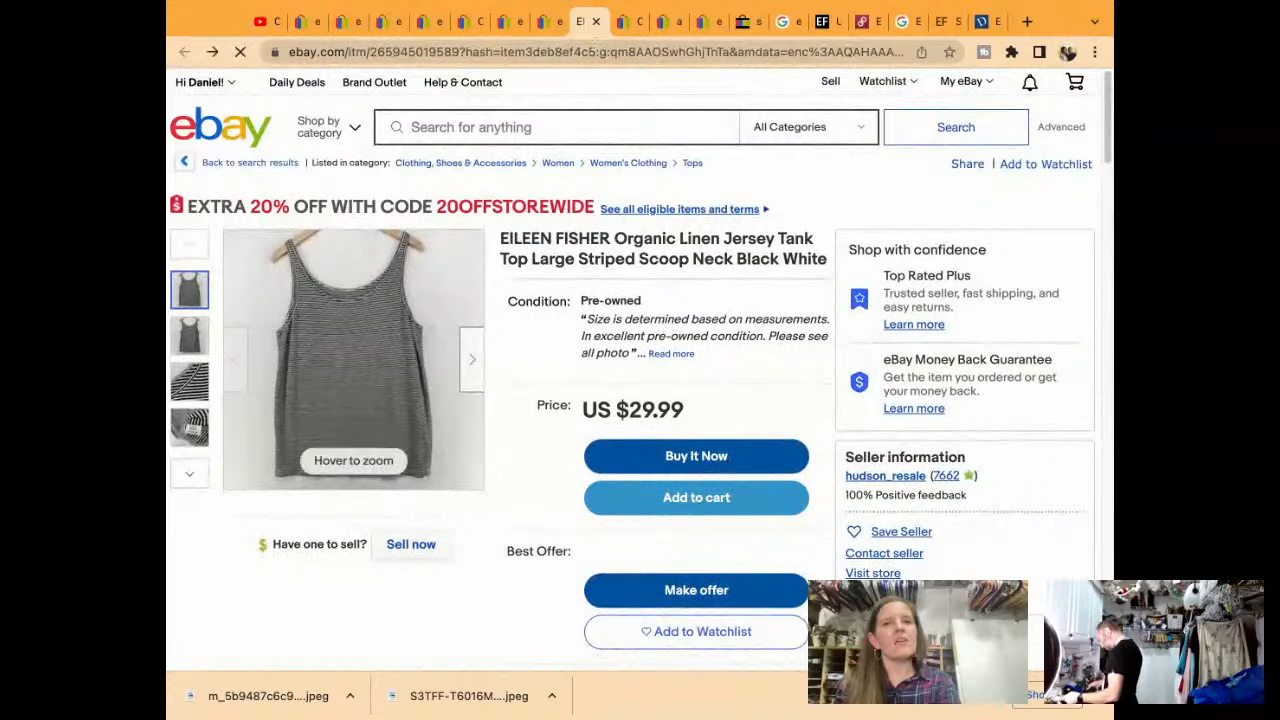 C e e e e C e e El C e a e s e EF U E e EF S E
ebay.com/itm/265945019589?hash=item3deb8ef4c5:g:qm8AAOSwhGhjTnTa&amdata=enc%3AAQAHAAA...
Hi Daniel! Daily Deals Brand Outlet Help & Contact Sell Watchlist My eBay
ebay Shop by category Search for anything All Categories Search Advanced
Back to search results | Listed in category: Clothing, Shoes & Accessories > Women > Women's Clothing > Tops Share | Add to Watchlist
EXTRA 20% OFF WITH CODE 20OFFSTOREWIDE See all eligible items and terms
EILEEN FISHER Organic Linen Jersey Tank
Top Large Striped Scoop Neck Black White
Condition: Pre-owned
"Size is determined based on measurements.
In excellent pre-owned condition. Please see
all photo" ... Read more
Price: US $29.99
Buy It Now
Add to cart
Best Offer:
Make offer
Add to Watchlist
Hover to zoom
Have one to sell? Sell now
Shop with confidence
Top Rated Plus
Trusted seller, fast shipping, and
easy returns.
Learn more
eBay Money Back Guarantee
Get the item you ordered or get
your money back.
Learn more
Seller information
hudson_resale (7662)
100% Positive feedback
Save Seller
Contact seller
Visit store
m_5b9487c6c9....jpeg S3TFF-T6016M....jpeg